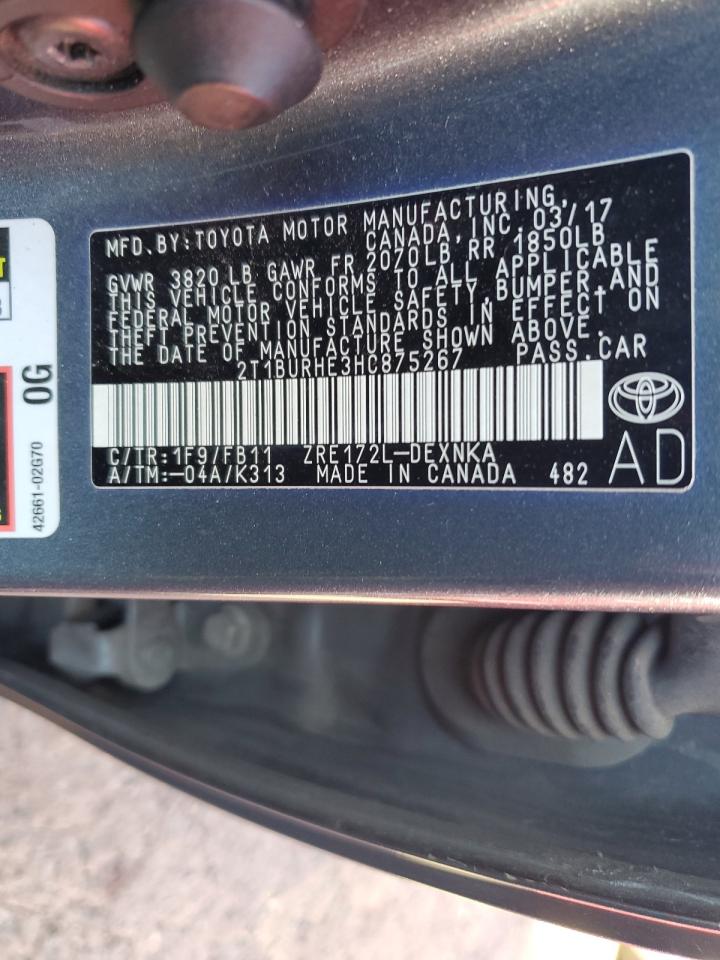 MFD.BY:TOYOTA MOTOR MANUFACTURING,
CANADA, INC. 03/17
GVWR 3820 LB GAWR FR 2070LB RR 1850LB
THIS VEHICLE CONFORMS TO ALL APPLICABLE
FEDERAL MOTOR VEHICLE SAFETY, BUMPER, AND
THEFT PREVENTION STANDARDS IN EFFECT ON
THE DATE OF MANUFACTURE SHOWN ABOVE.
2T1BURHE3HC875267 PASS.CAR
C/TR:1F9/FB11 ZRE172L-DEXNKA
A/TM:-04A/K313 MADE IN CANADA 482
AD
0G
42661-02G70